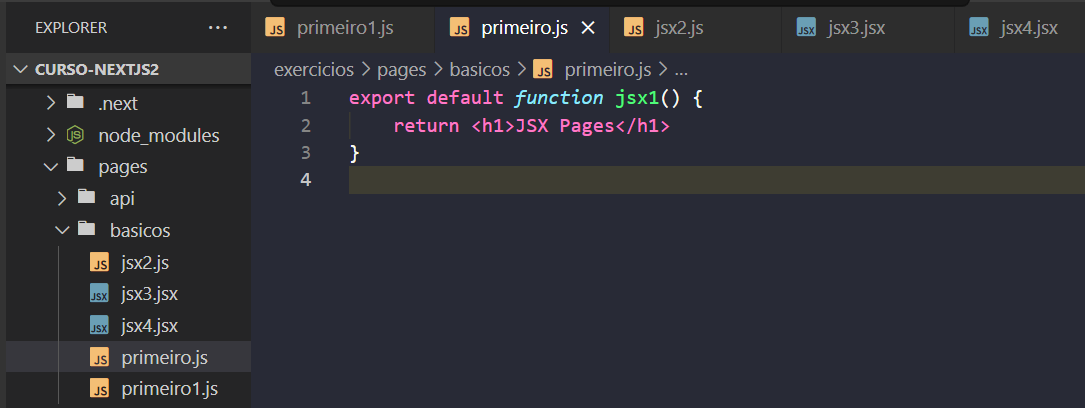 EXPLORER ...
CURSO-NEXTJS2
.next
JS node_modules
pages
api
basicos
JS jsx2.js
JSX jsx3.jsx
JSX jsx4.jsx
JS primeiro.js
JS primeiro1.js
JS primeiro1.js JS primeiro.js × JS jsx2.js JSX jsx3.jsx JSX jsx4.jsx
exercicios > pages > basicos > JS primeiro.js > ...
1 export default function jsx1() {
2 return <h1>JSX Pages</h1>
3 }
4